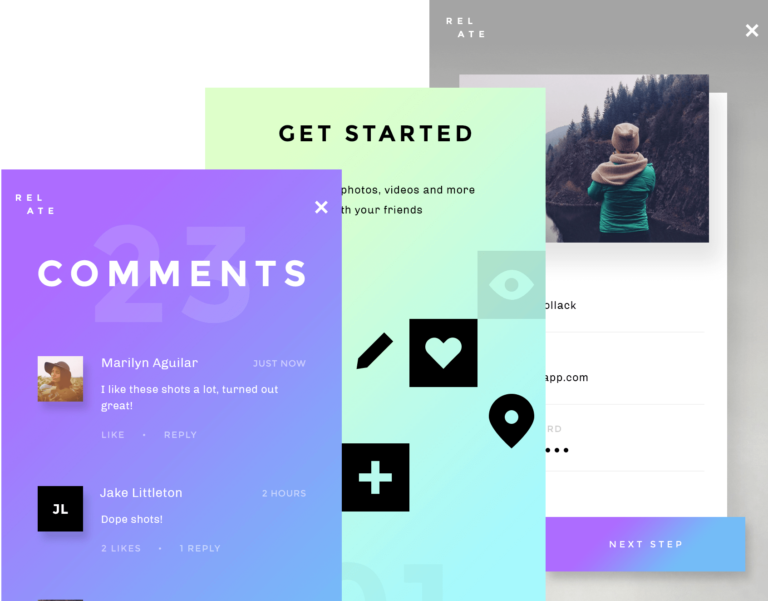 REL
ATE
COMMENTS
23
Marilyn Aguilar
JUST NOW
I like these shots a lot, turned out
great!
LIKE • REPLY
JL
Jake Littleton
2 HOURS
Dope shots!
2 LIKES • 1 REPLY
GET STARTED
photos, videos and more
th your friends
01
REL
ATE
ollack
app.com
RD
••••
NEXT STEP